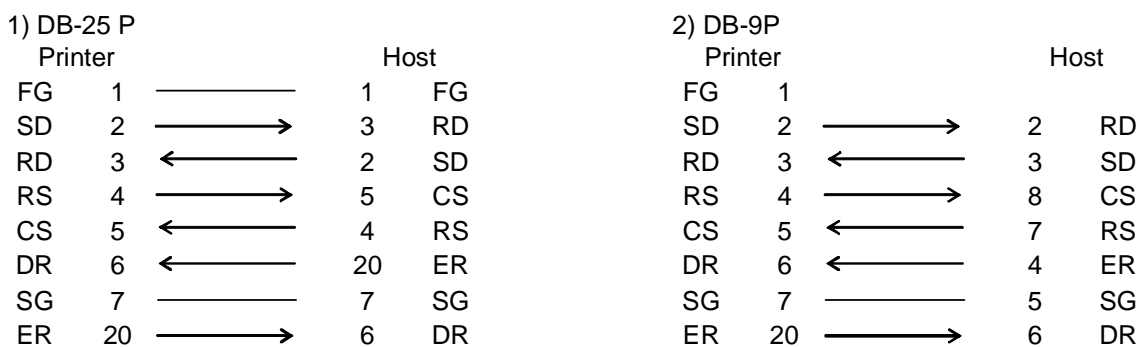 1) DB-25 P
Printer Host
FG 1 1 FG
SD 2 3 RD
RD 3 2 SD
RS 4 5 CS
CS 5 4 RS
DR 6 20 ER
SG 7 7 SG
ER 20 6 DR
2) DB-9P
Printer Host
FG 1
SD 2 2 RD
RD 3 3 SD
RS 4 8 CS
CS 5 7 RS
DR 6 4 ER
SG 7 5 SG
ER 20 6 DR